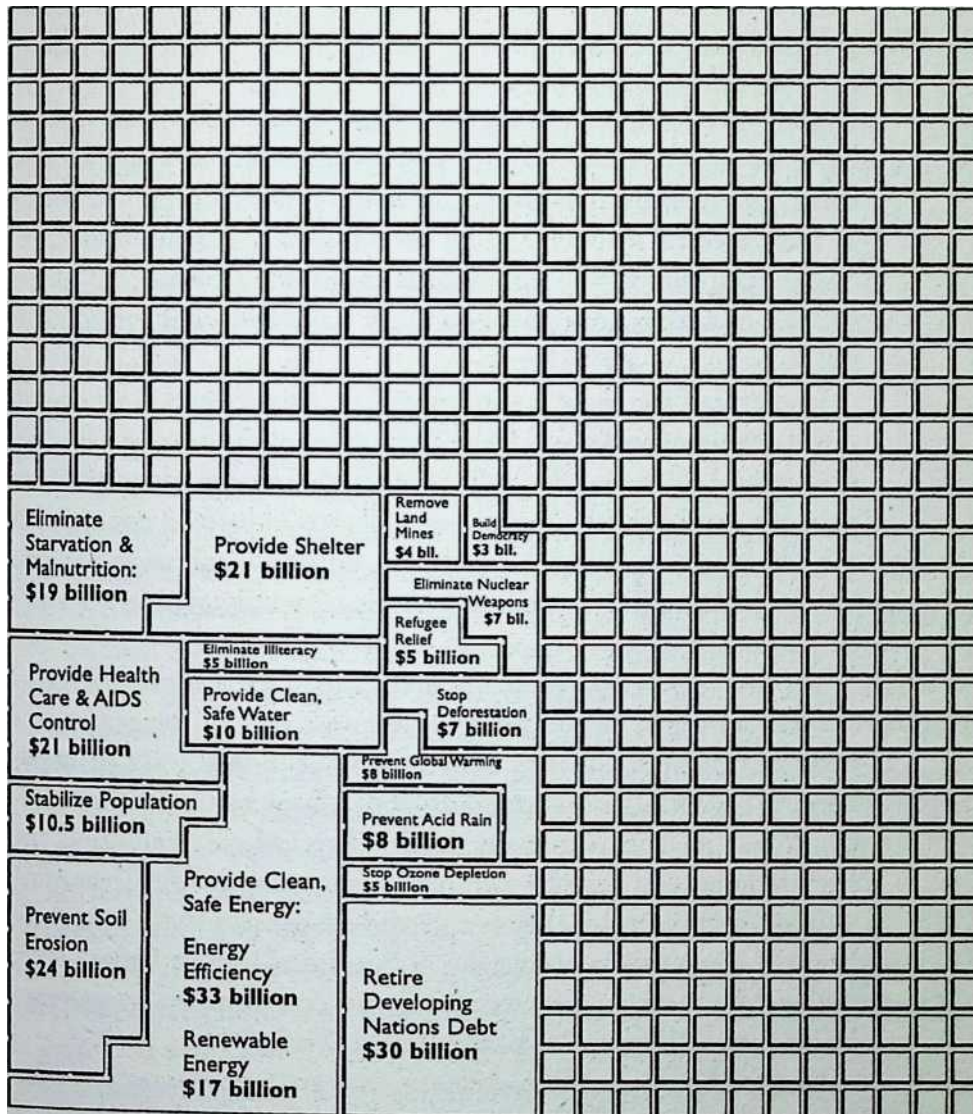 Eliminate
Starvation &
Malnutrition:
$19 billion
Provide Shelter
$21 billion
Remove
Land
Mines
$4 bil.
Build
Democracy
$3 bil.
Eliminate Nuclear
Weapons
$7 bil.
Refugee
Relief
$5 billion
Eliminate Illiteracy
$5 billion
Provide Health
Care & AIDS
Control
$21 billion
Provide Clean,
Safe Water
$10 billion
Stop
Deforestation
$7 billion
Prevent Global Warming
$8 billion
Stabilize Population
$10.5 billion
Prevent Acid Rain
$8 billion
Stop Ozone Depletion
$5 billion
Prevent Soil
Erosion
$24 billion
Provide Clean,
Safe Energy:
Energy
Efficiency
$33 billion
Renewable
Energy
$17 billion
Retire
Developing
Nations Debt
$30 billion